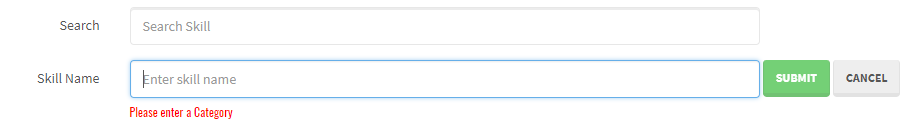 Search Search Skill
Skill Name Enter skill name SUBMIT CANCEL
Please enter a Category